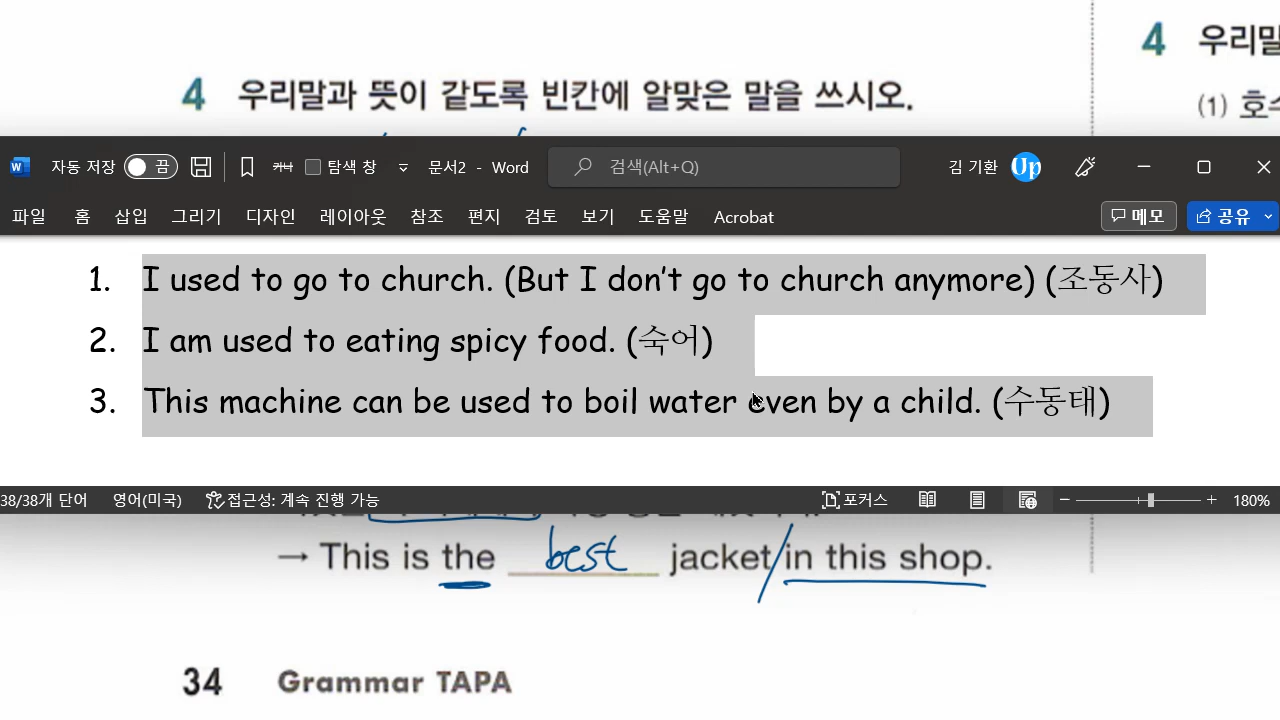 4 우리말과 뜻이 같도록 빈칸에 알맞은 말을 쓰시오.
4 우리말
(1) 호수
자동 저장 끔 가나 탐색 창 문서2 - Word 검색(Alt+Q) 김 기환 Up
파일 홈 삽입 그리기 디자인 레이아웃 참조 편지 검토 보기 도움말 Acrobat 메모 공유
1. I used to go to church. (But I don't go to church anymore) (조동사)
2. I am used to eating spicy food. (숙어)
3. This machine can be used to boil water even by a child. (수동태)
38/38개 단어 영어(미국) 접근성: 계속 진행 가능 포커스 180%
→ This is the best jacket/in this shop.
34 Grammar TAPA